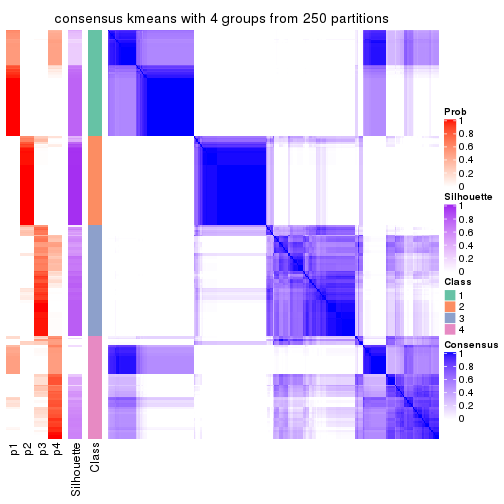 consensus kmeans with 4 groups from 250 partitions
Prob
1
0.8
0.6
0.4
0.2
0
Silhouette
1
0.8
0.6
0.4
0.2
0
Class
1
2
3
4
Consensus
1
0.8
0.6
0.4
0.2
0
p1
p2
p3
p4
Silhouette
Class